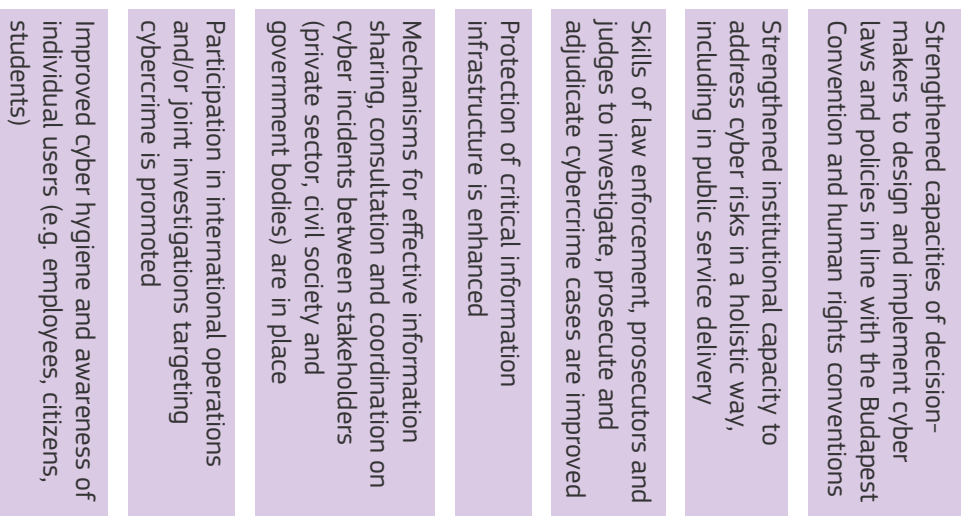 Strengthened capacities of decision-
makers to design and implement cyber
laws and policies in line with the Budapest
Convention and human rights conventions
Strengthened institutional capacity to
address cyber risks in a holistic way,
including in public service delivery
Skills of law enforcement, prosecutors and
judges to investigate, prosecute and
adjudicate cybercrime cases are improved
Protection of critical information
infrastructure is enhanced
Mechanisms for effective information
sharing, consultation and coordination on
cyber incidents between stakeholders
(private sector, civil society and
government bodies) are in place
Participation in international operations
and/or joint investigations targeting
cybercrime is promoted
Improved cyber hygiene and awareness of
individual users (e.g. employees, citizens,
students)